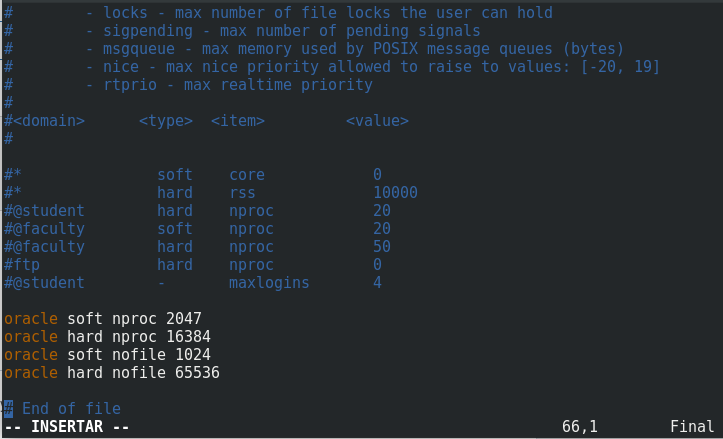 #        - locks - max number of file locks the user can hold
#        - sigpending - max number of pending signals
#        - msgqueue - max memory used by POSIX message queues (bytes)
#        - nice - max nice priority allowed to raise to values: [-20, 19]
#        - rtprio - max realtime priority
#
#<domain>      <type>  <item>         <value>
#
#*               soft    core            0
#*               hard    rss             10000
#@student        hard    nproc           20
#@faculty        soft    nproc           20
#@faculty        hard    nproc           50
#ftp             hard    nproc           0
#@student        -       maxlogins       4
oracle soft nproc 2047
oracle hard nproc 16384
oracle soft nofile 1024
oracle hard nofile 65536
# End of file
-- INSERTAR --                                                66,1        Final